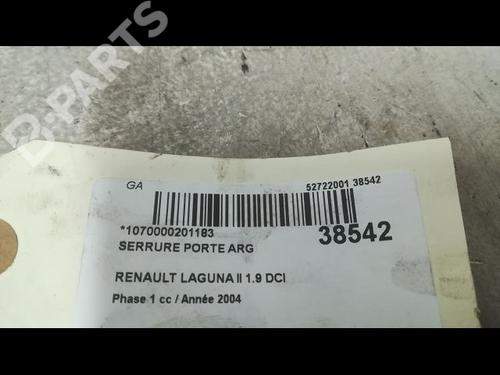 B-PARTS
GA
52722001 38542
*1070000201183
38542
SERRURE PORTE ARG
RENAULT LAGUNA II 1.9 DCI
Phase 1 cc / Année 2004